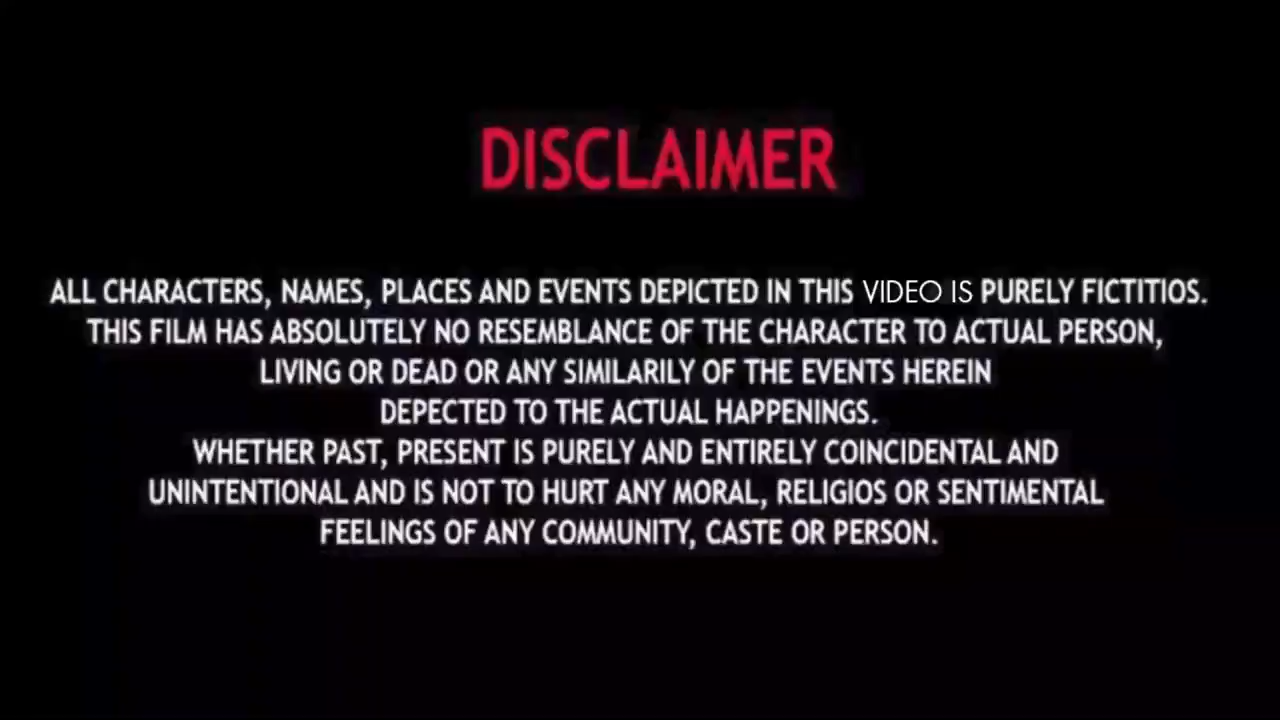 DISCLAIMER
ALL CHARACTERS, NAMES, PLACES AND EVENTS DEPICTED IN THIS VIDEO IS PURELY FICTITIOS.
THIS FILM HAS ABSOLUTELY NO RESEMBLANCE OF THE CHARACTER TO ACTUAL PERSON,
LIVING OR DEAD OR ANY SIMILARILY OF THE EVENTS HEREIN
DEPECTED TO THE ACTUAL HAPPENINGS.
WHETHER PAST, PRESENT IS PURELY AND ENTIRELY COINCIDENTAL AND
UNINTENTIONAL AND IS NOT TO HURT ANY MORAL, RELIGIOS OR SENTIMENTAL
FEELINGS OF ANY COMMUNITY, CASTE OR PERSON.